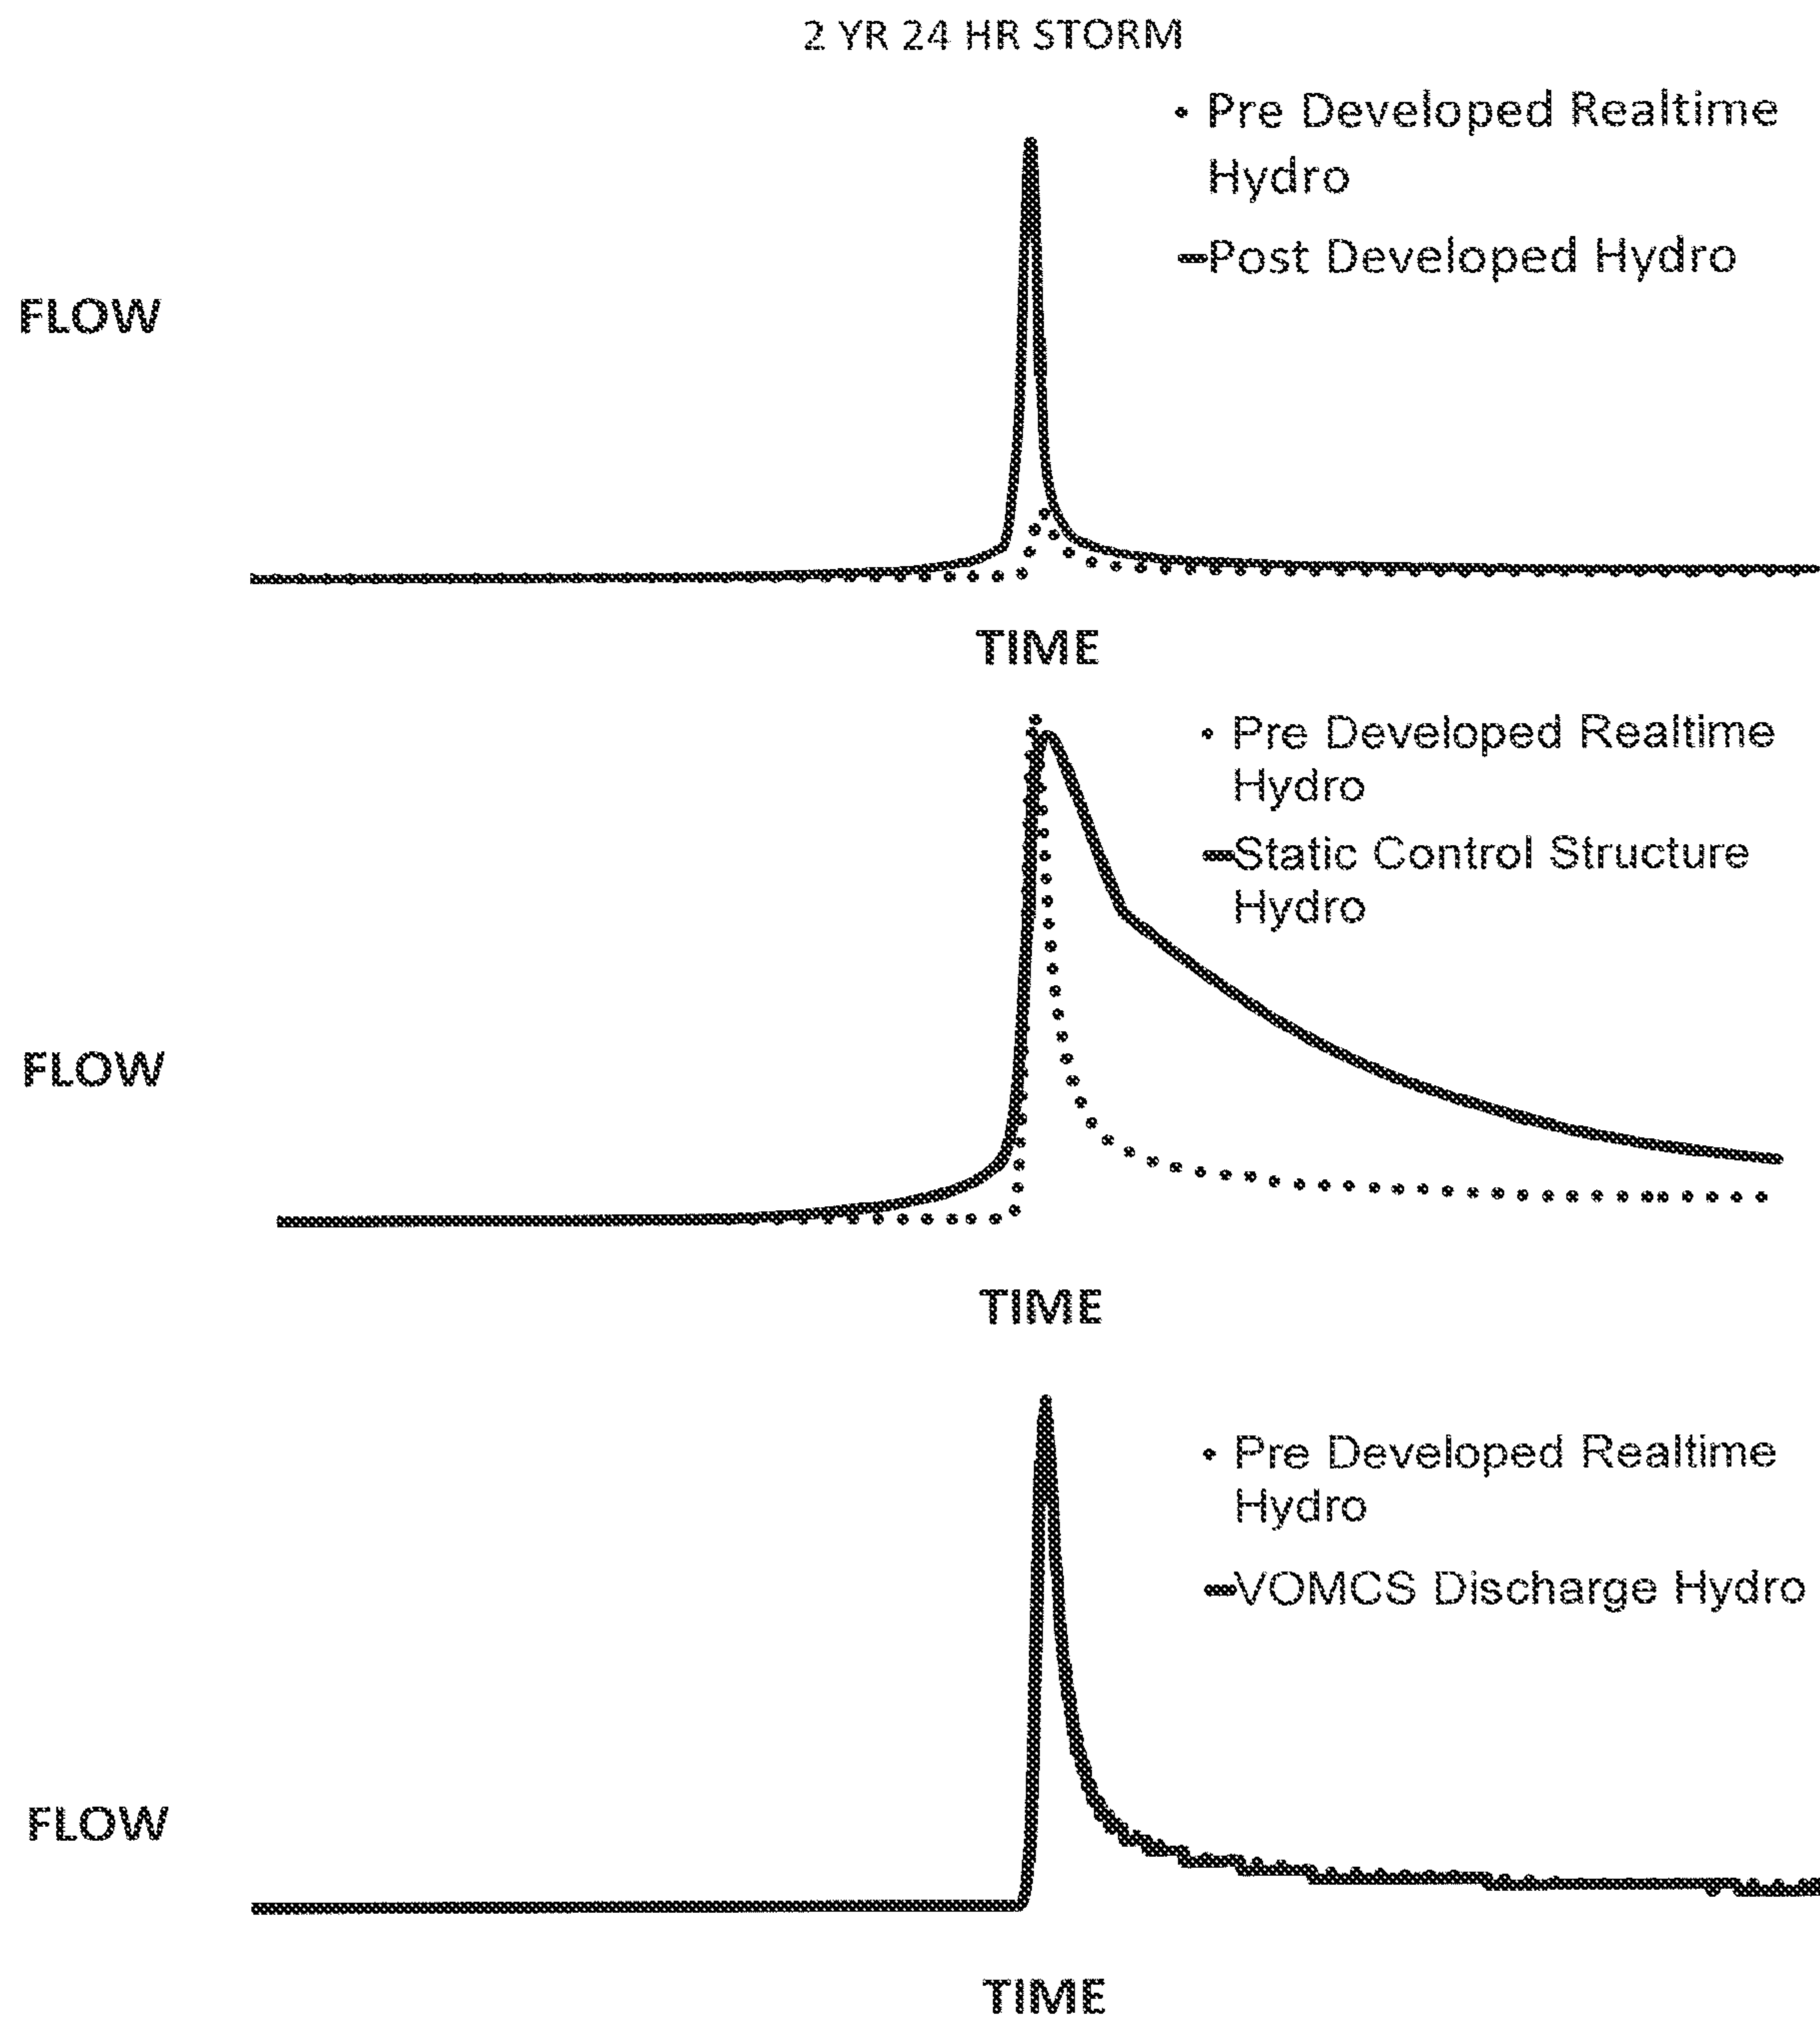 2 YR 24 HR STORM
Pre Developed Realtime
Hydro
Post Developed Hydro
FLOW
TIME
Pre Developed Realtime
Hydro
Static Control Structure
Hydro
FLOW
TIME
Pre Developed Realtime
Hydro
VOMCS Discharge Hydro
FLOW
TIME